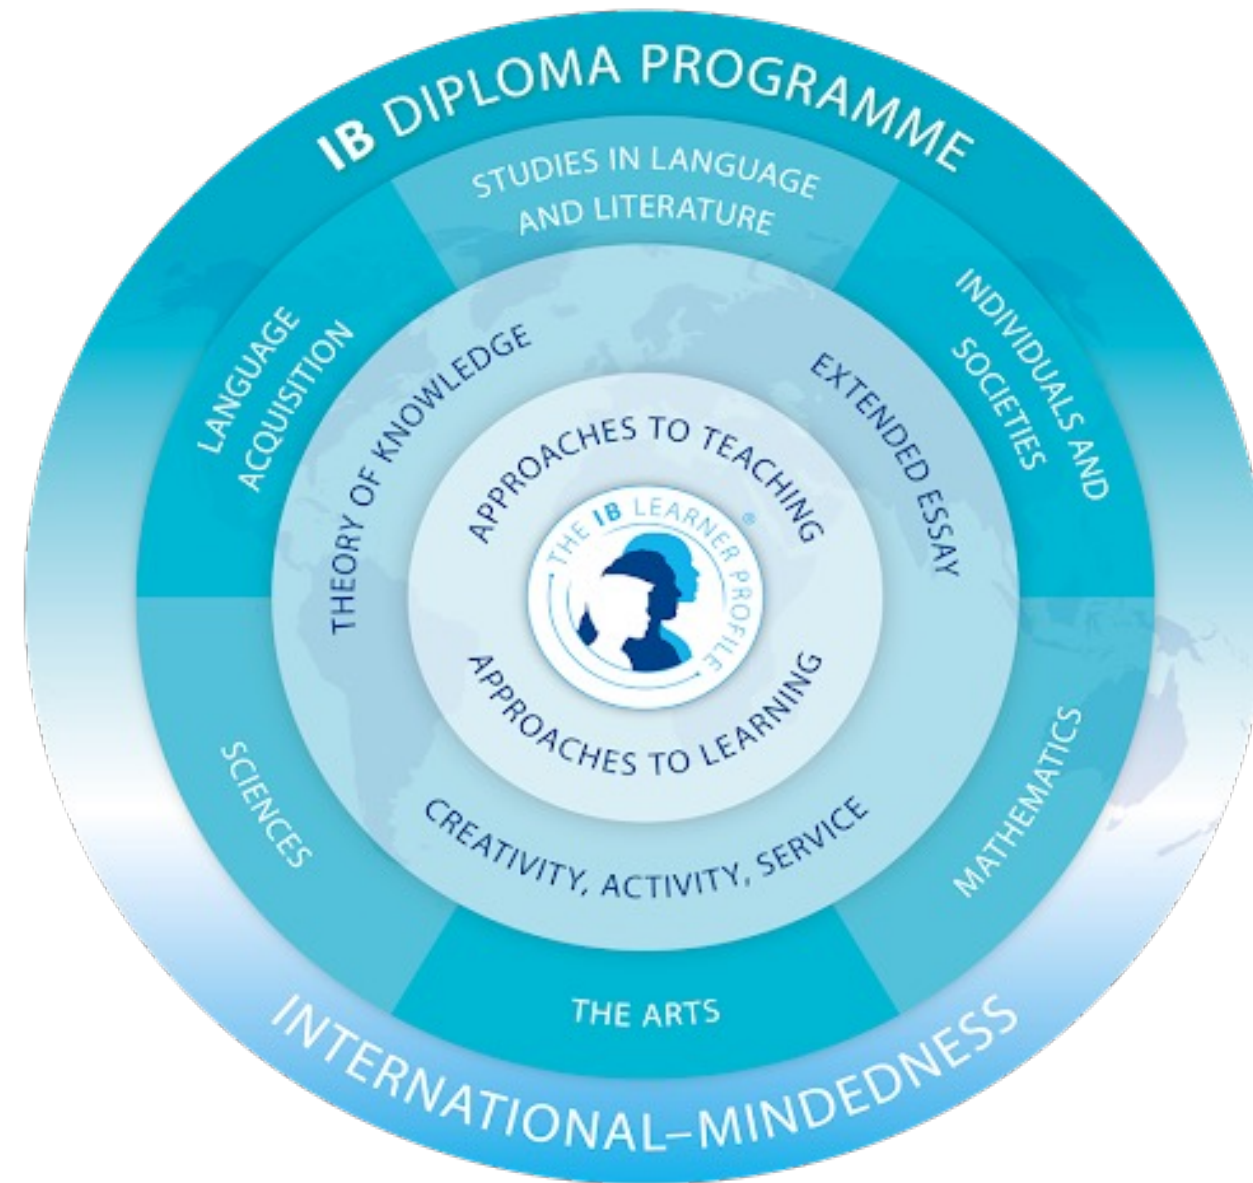 IB DIPLOMA PROGRAMME
STUDIES IN LANGUAGE
AND LITERATURE
LANGUAGE
ACQUISITION
INDIVIDUALS AND
SOCIETIES
THEORY OF KNOWLEDGE
EXTENDED ESSAY
APPROACHES TO TEACHING
THE IB LEARNER PROFILE®
APPROACHES TO LEARNING
CREATIVITY, ACTIVITY, SERVICE
SCIENCES
MATHEMATICS
THE ARTS
INTERNATIONAL–MINDEDNESS